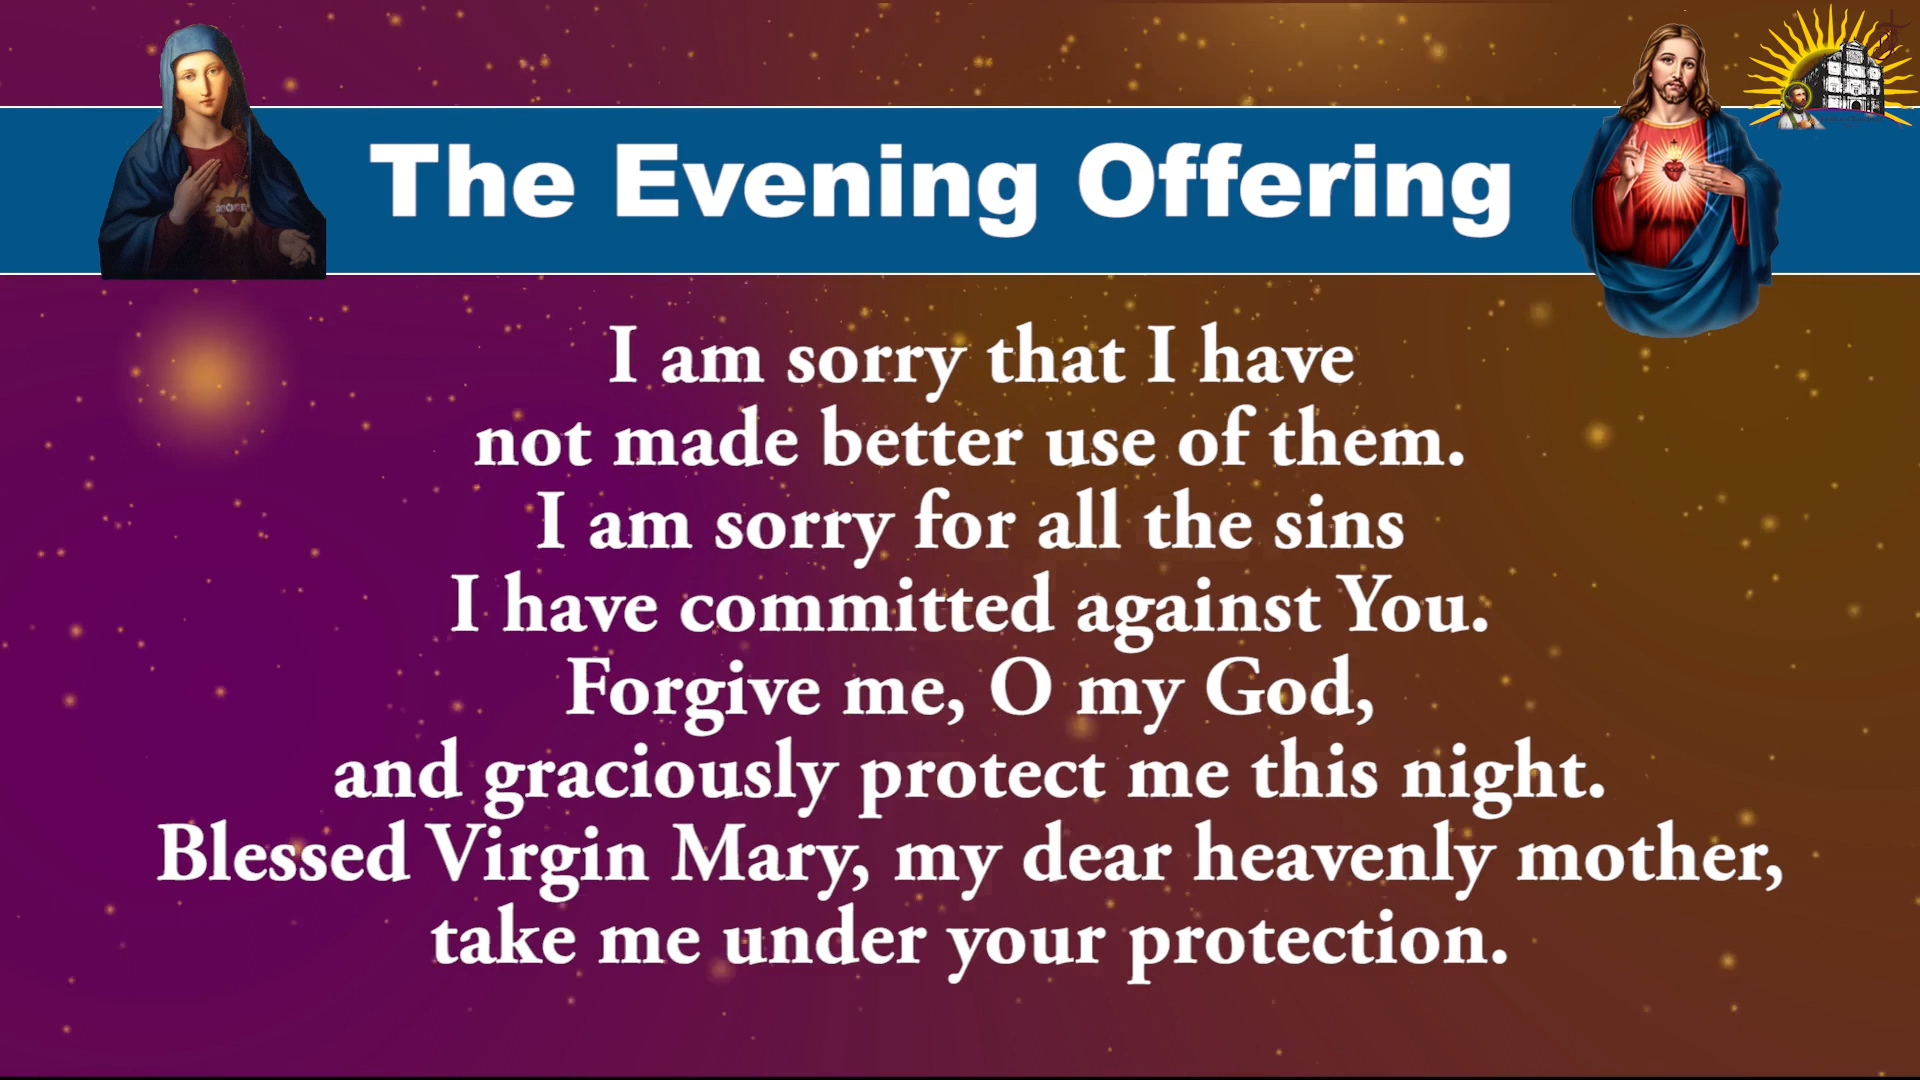 The Evening Offering
I am sorry that I have
not made better use of them.
I am sorry for all the sins
I have committed against You.
Forgive me, O my God,
and graciously protect me this night.
Blessed Virgin Mary, my dear heavenly mother,
take me under your protection.